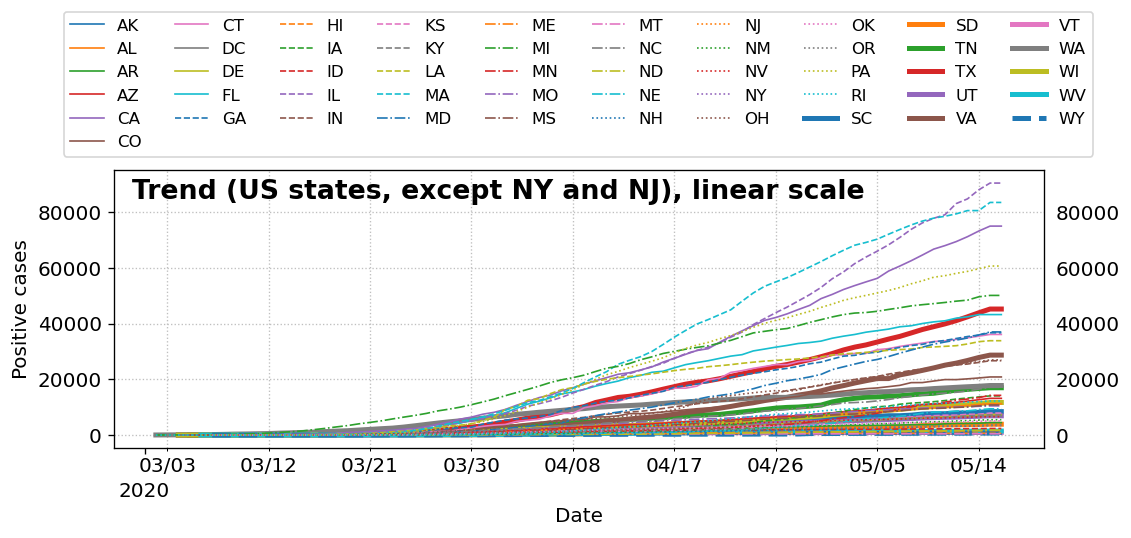 AK CT HI KS ME MT NJ OK SD VT
AL DC IA KY MI NC NM OR TN WA
AR DE ID LA MN ND NV PA TX WI
AZ FL IL MA MO NE NY RI UT WV
CA GA IN MD MS NH OH SC VA WY
CO
Trend (US states, except NY and NJ), linear scale
80000 80000
60000 60000
40000 40000
20000 20000
0 0
Positive cases
03/03 03/12 03/21 03/30 04/08 04/17 04/26 05/05 05/14
2020
Date